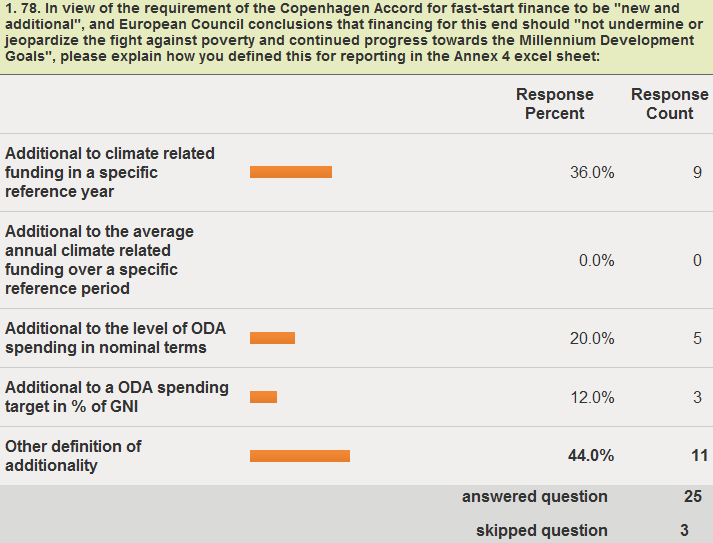 1. 78. In view of the requirement of the Copenhagen Accord for fast-start finance to be "new and
additional", and European Council conclusions that financing for this end should "not undermine or
jeopardize the fight against poverty and continued progress towards the Millennium Development
Goals", please explain how you defined this for reporting in the Annex 4 excel sheet:
Response Response
Percent Count
Additional to climate related
funding in a specific 36.0% 9
reference year
Additional to the average
annual climate related
funding over a specific 0.0% 0
reference period
Additional to the level of ODA
spending in nominal terms 20.0% 5
Additional to a ODA spending
target in % of GNI 12.0% 3
Other definition of
additionality 44.0% 11
answered question 25
skipped question 3